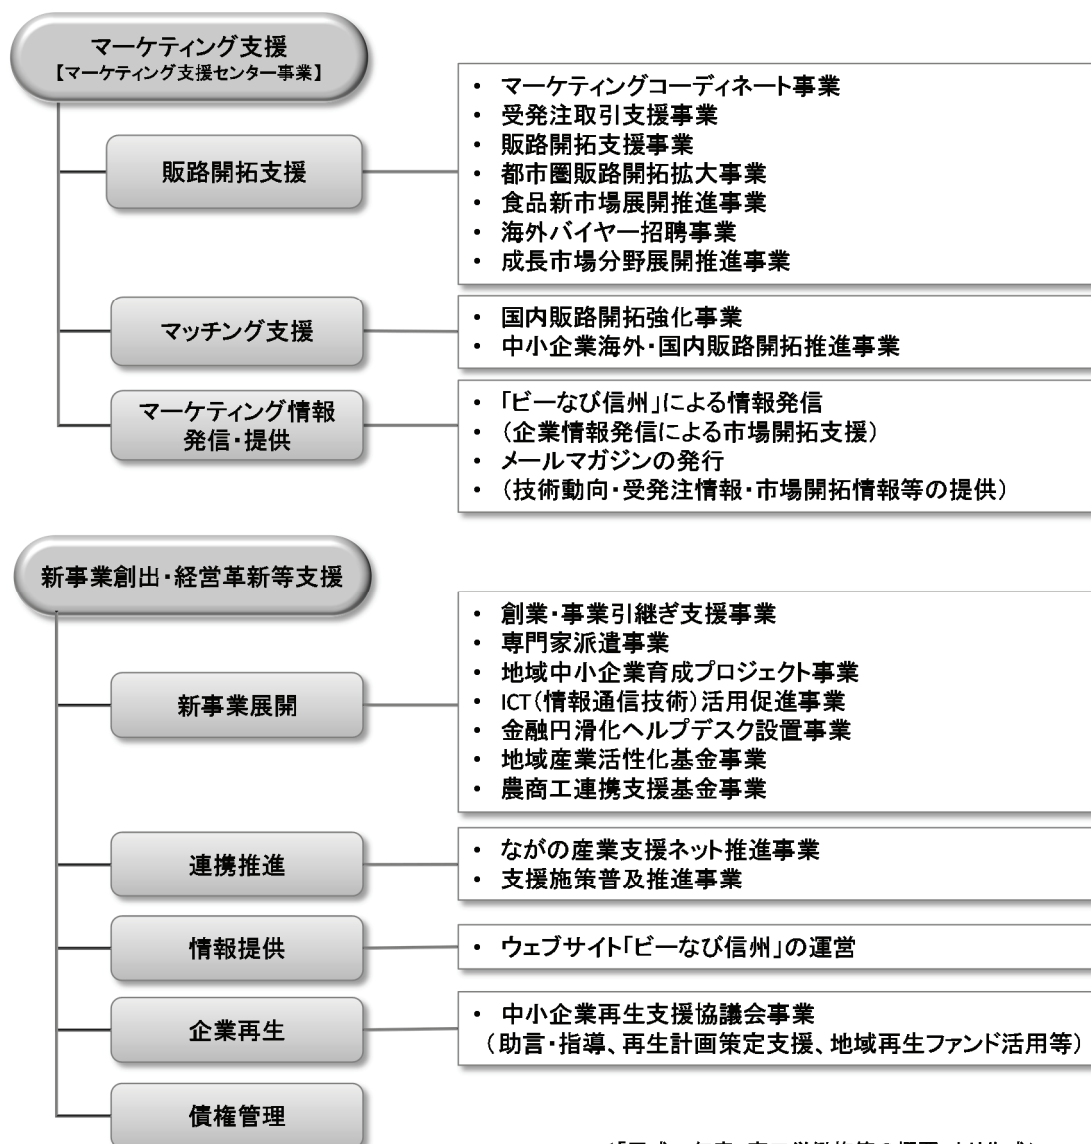 マーケティング支援
【マーケティング支援センター事業】
販路開拓支援
・ マーケティングコーディネート事業
・ 受発注取引支援事業
・ 販路開拓支援事業
・ 都市圏販路開拓拡大事業
・ 食品新市場展開推進事業
・ 海外バイヤー招聘事業
・ 成長市場分野展開推進事業
マッチング支援
・ 国内販路開拓強化事業
・ 中小企業海外・国内販路開拓推進事業
マーケティング情報
発信・提供
・ 「ビーなび信州」による情報発信
・ （企業情報発信による市場開拓支援）
・ メールマガジンの発行
・ （技術動向・受発注情報・市場開拓情報等の提供）
新事業創出・経営革新等支援
新事業展開
・ 創業・事業引継ぎ支援事業
・ 専門家派遣事業
・ 地域中小企業育成プロジェクト事業
・ ICT（情報通信技術）活用促進事業
・ 金融円滑化ヘルプデスク設置事業
・ 地域産業活性化基金事業
・ 農商工連携支援基金事業
連携推進
・ ながの産業支援ネット推進事業
・ 支援施策普及推進事業
情報提供
・ ウェブサイト「ビーなび信州」の運営
企業再生
・ 中小企業再生支援協議会事業
（助言・指導、再生計画策定支援、地域再生ファンド活用等）
債権管理